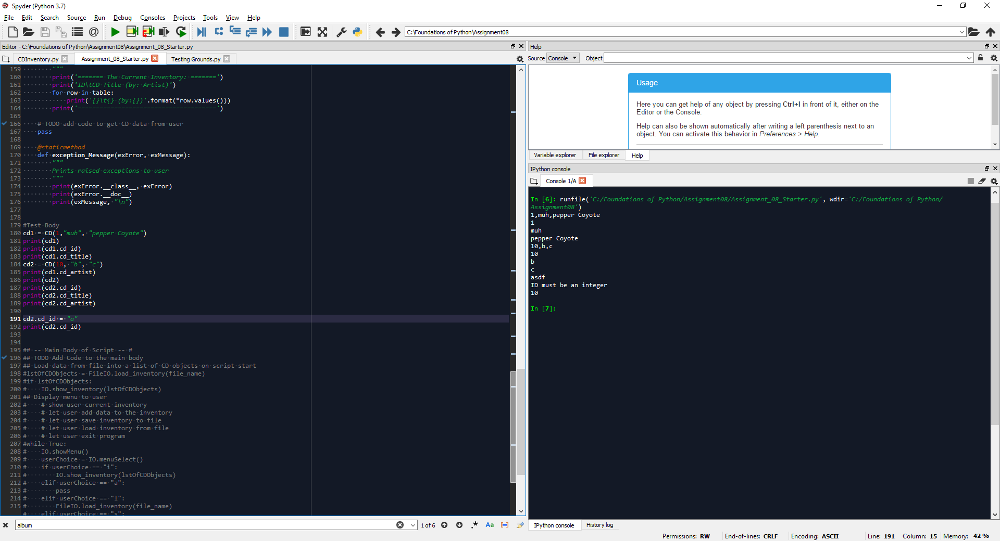 Spyder (Python 3.7)
File Edit Search Source Run Debug Consoles Projects Tools View Help
C:\Foundations of Python\Assignment08
Editor - C:\Foundations of Python\Assignment08\Assignment_08_Starter.py
CDInventory.py Assignment_08_Starter.py Testing Grounds.py
159 """
160 print('======= The Current Inventory: =======')
161 print('ID\tCD Title (by: Artist)')
162 for row in table:
163 print('{}\t{} (by:{})'.format(*row.values()))
164 print('======================================')
165
166 # TODO add code to get CD data from user
167 pass
168
169 @staticmethod
170 def exception_Message(exError, exMessage):
171 """
172 Prints raised exceptions to user
173 """
174 print(exError.__class__, exError)
175 print(exError.__doc__)
176 print(exMessage, "\n")
177
178
179 #Test Body
180 cd1 = CD(1,"muh", "pepper Coyote")
181 print(cd1)
182 print(cd1.cd_id)
183 print(cd1.cd_title)
184 cd2 = CD(10, "b", "c")
185 print(cd1.cd_artist)
186 print(cd2)
187 print(cd2.cd_id)
188 print(cd2.cd_title)
189 print(cd2.cd_artist)
190
191 cd2.cd_id = "a"
192 print(cd2.cd_id)
193
194
195 ## -- Main Body of Script -- #
196 ## TODO Add Code to the main body
197 ## Load data from file into a list of CD objects on script start
198 #lstOfCDObjects = FileIO.load_inventory(file_name)
199 #if lstOfCDObjects:
200 # IO.show_inventory(lstOfCDObjects)
201 ## Display menu to user
202 # # show user current inventory
203 # # let user add data to the inventory
204 # # let user save inventory to file
205 # # let user load inventory from file
206 # # let user exit program
207 #while True:
208 # IO.showMenu()
209 # userChoice = IO.menuSelect()
210 # if userChoice == "i":
211 # IO.show_inventory(lstOfCDObjects)
212 # elif userChoice == "a":
213 # pass
214 # elif userChoice == "l":
215 # FileIO.load_inventory(file_name)
# elif userChoice == "s":
album 1 of 6 .* Aa
Help
Source Console Object
Usage
Here you can get help of any object by pressing Ctrl+I in front of it, either on the
Editor or the Console.
Help can also be shown automatically after writing a left parenthesis next to an
object. You can activate this behavior in Preferences > Help.
Variable explorer File explorer Help
IPython console
Console 1/A
In [6]: runfile('C:/Foundations of Python/Assignment08/Assignment_08_Starter.py', wdir='C:/Foundations of Python/
Assignment08')
1,muh,pepper Coyote
1
muh
pepper Coyote
10,b,c
10
b
c
asdf
ID must be an integer
10
In [7]:
IPython console History log
Permissions: RW End-of-lines: CRLF Encoding: ASCII Line: 191 Column: 15 Memory: 42 %